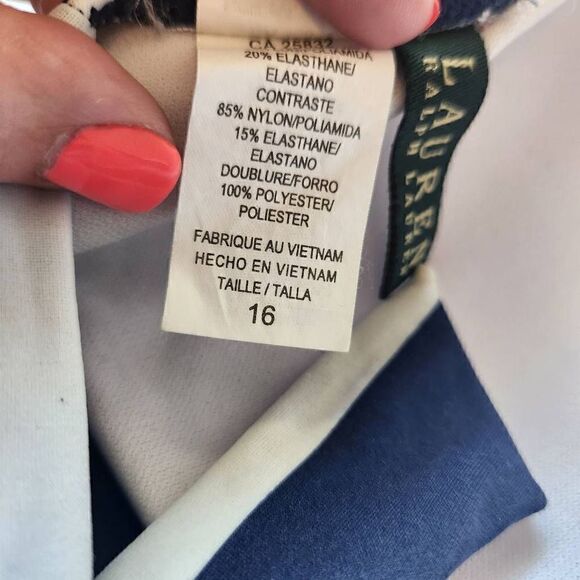 CA 25832
20% ELASTHANE/
ELASTANO
CONTRASTE
85% NYLON/POLIAMIDA
15% ELASTHANE/
ELASTANO
DOUBLURE/FORRO
100% POLYESTER/
POLIESTER
FABRIQUE AU VIETNAM
HECHO EN VIETNAM
TAILLE / TALLA
16
LAUREN
RALPH LAUREN